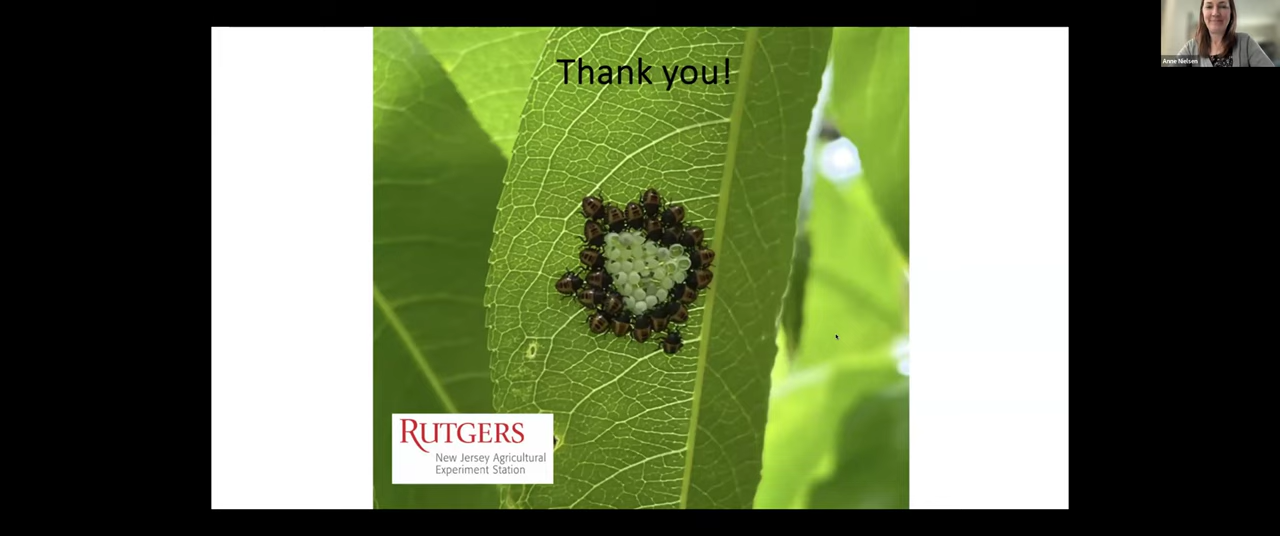 Thank you!
Anne Nielsen
RUTGERS
New Jersey Agricultural
Experiment Station